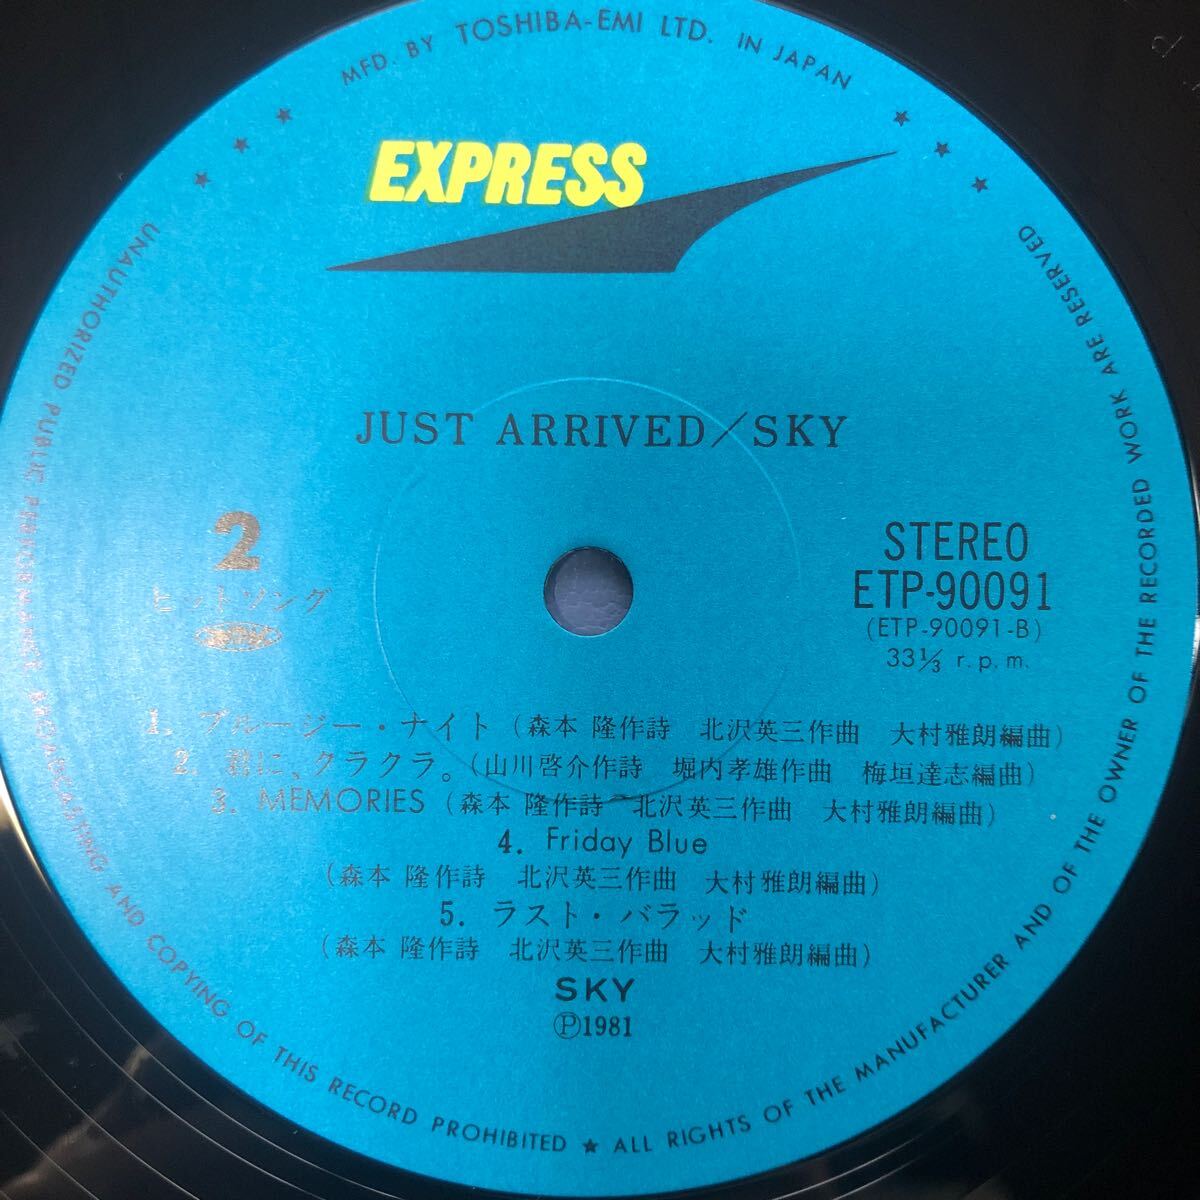 MFD. BY TOSHIBA-EMI LTD. IN JAPAN
EXPRESS
JUST ARRIVED/SKY
2
ヒットソング
STEREO
ETP-90091
(ETP-90091-B)
33⅓ r.p.m.
1. ブルージー・ナイト (森本 隆作詩 北沢英三作曲 大村雅朗編曲)
2. 君に、クラクラ。(山川啓介作詩 堀内孝雄作曲 梅垣達志編曲)
3. MEMORIES (森本 隆作詩 北沢英三作曲 大村雅朗編曲)
4. Friday Blue
(森本 隆作詩 北沢英三作曲 大村雅朗編曲)
5. ラスト・バラッド
(森本 隆作詩 北沢英三作曲 大村雅朗編曲)
SKY
Ⓟ1981
UNAUTHORIZED PUBLIC PERFORMANCE BROADCASTING AND COPYING OF THIS RECORD PROHIBITED ★ ALL RIGHTS OF THE MANUFACTURER AND OF THE OWNER OF THE RECORDED WORK ARE RESERVED